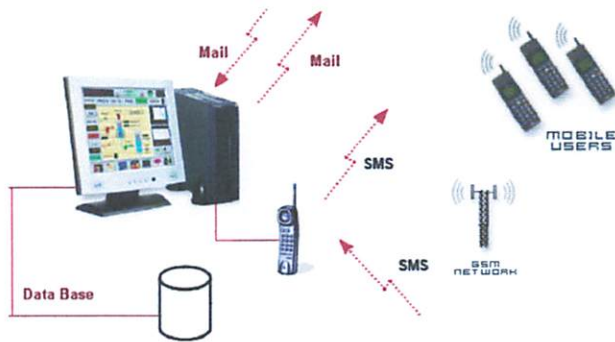 Mail
Mail
MOBILE
USERS
SMS
SMS
GSM
NETWORK
Data Base